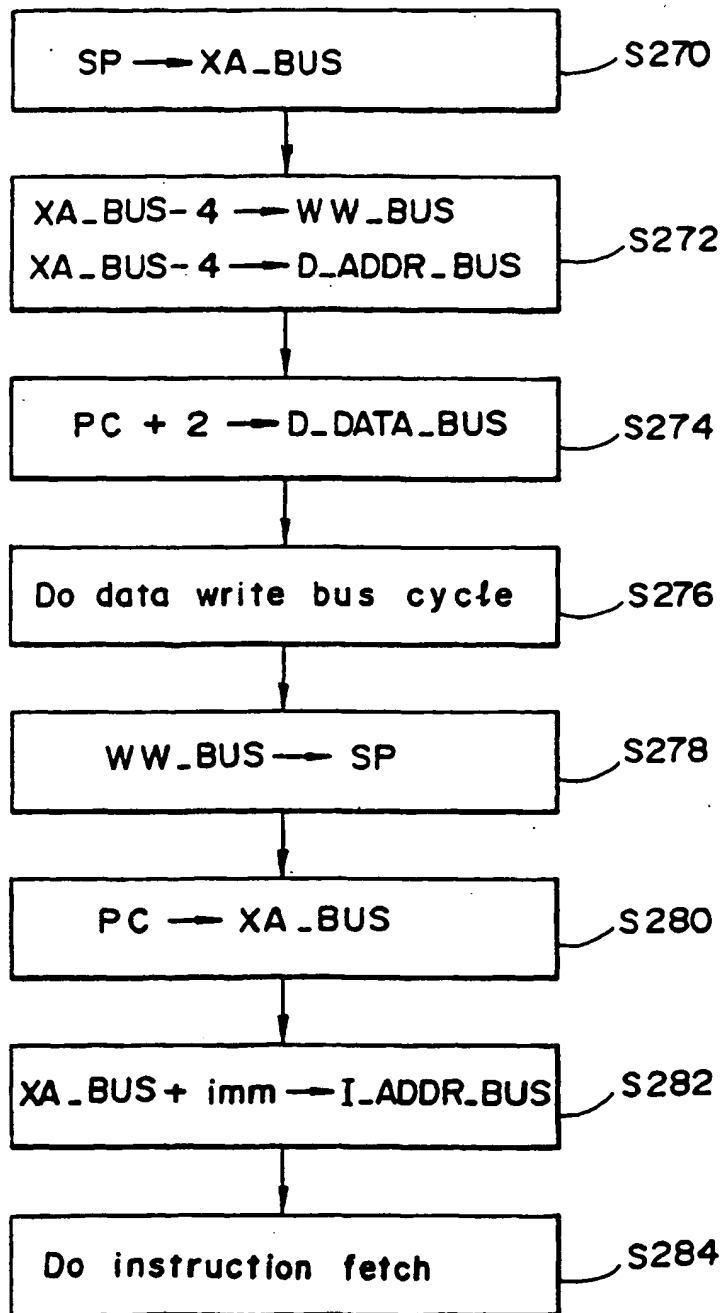 SP → XA_BUS
S270
XA_BUS-4 → WW_BUS
XA_BUS-4 → D_ADDR_BUS
S272
PC + 2 → D_DATA_BUS
S274
Do data write bus cycle
S276
WW_BUS → SP
S278
PC → XA_BUS
S280
XA_BUS + imm → I_ADDR_BUS
S282
Do instruction fetch
S284